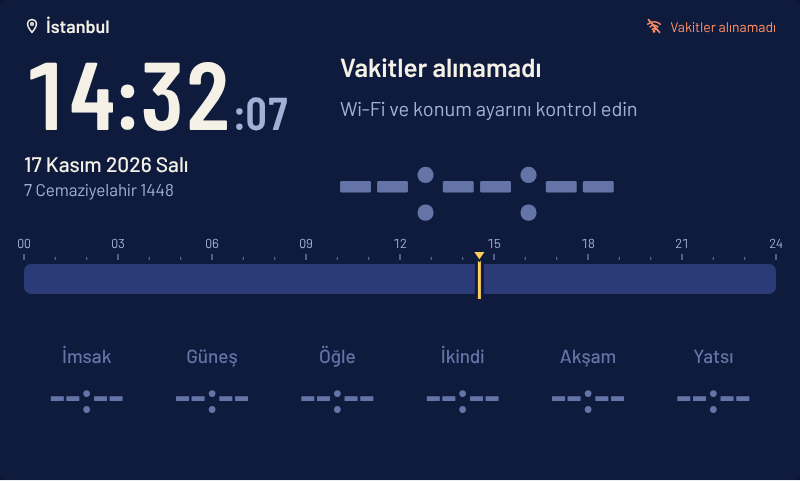 İstanbul
Vakitler alınamadı
14:32:07
Vakitler alınamadı
Wi-Fi ve konum ayarını kontrol edin
17 Kasım 2026 Salı
7 Cemaziyelahir 1448
--:--:--
00 03 06 09 12 15 18 21 24
İmsak Güneş Öğle İkindi Akşam Yatsı
--:-- --:-- --:-- --:-- --:-- --:--